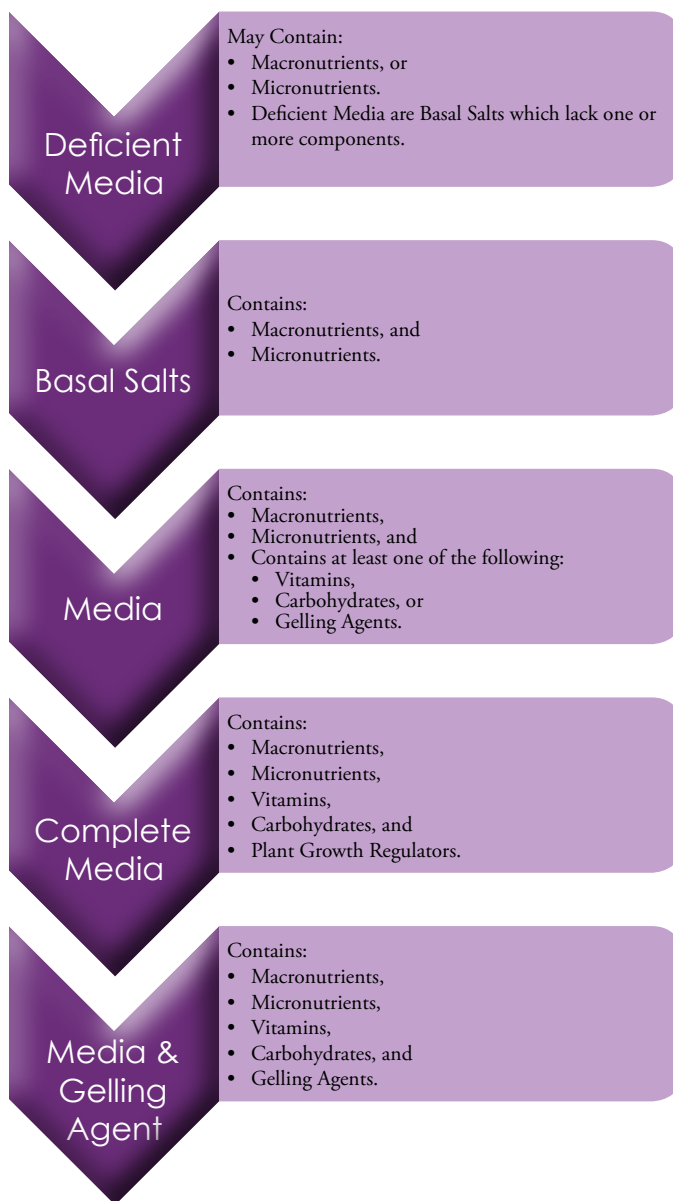 Deficient
Media
May Contain:
• Macronutrients, or
• Micronutrients.
• Deficient Media are Basal Salts which lack one or
more components.
Basal Salts
Contains:
• Macronutrients, and
• Micronutrients.
Media
Contains:
• Macronutrients,
• Micronutrients, and
• Contains at least one of the following:
• Vitamins,
• Carbohydrates, or
• Gelling Agents.
Complete
Media
Contains:
• Macronutrients,
• Micronutrients,
• Vitamins,
• Carbohydrates, and
• Plant Growth Regulators.
Media &
Gelling
Agent
Contains:
• Macronutrients,
• Micronutrients,
• Vitamins,
• Carbohydrates, and
• Gelling Agents.